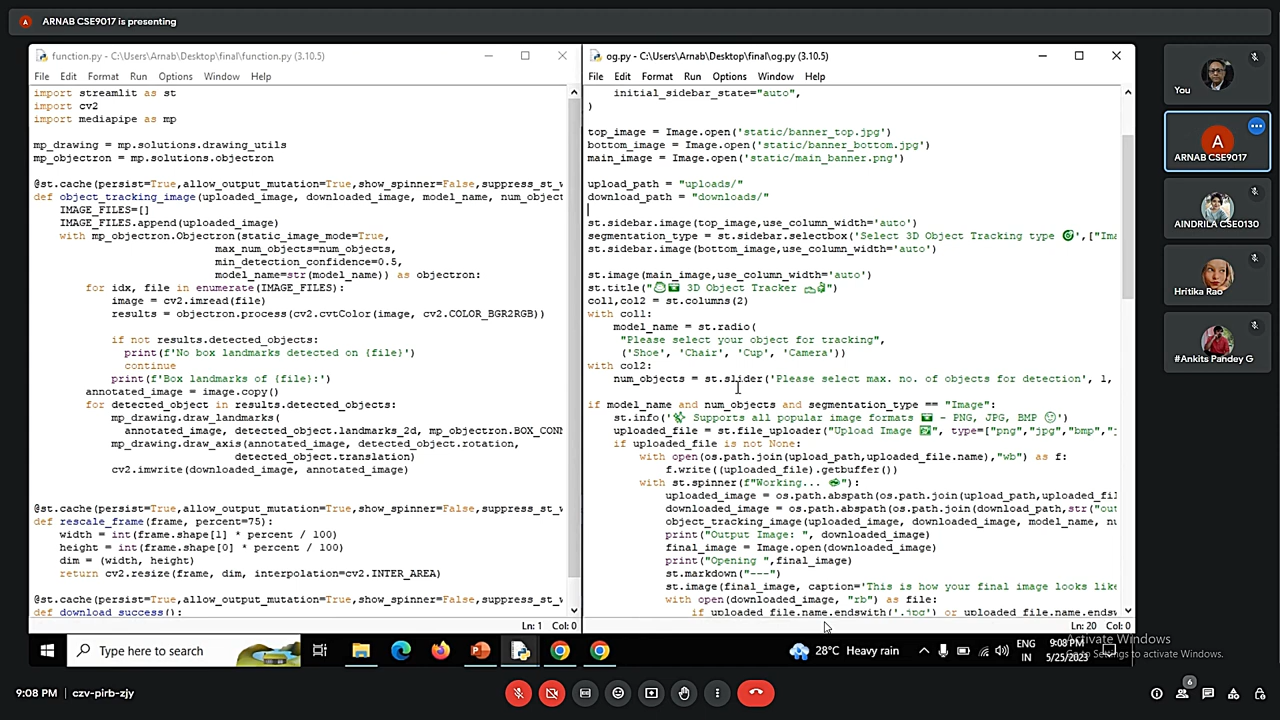 ARNAB CSE9017 is presenting
function.py - C:\Users\Arnab\Desktop\final\function.py (3.10.5)
File Edit Format Run Options Window Help
import streamlit as st
import cv2
import mediapipe as mp
mp_drawing = mp.solutions.drawing_utils
mp_objectron = mp.solutions.objectron
@st.cache(persist=True,allow_output_mutation=True,show_spinner=False,suppress_st_w
def object_tracking_image(uploaded_image, downloaded_image, model_name, num_object
IMAGE_FILES=[]
IMAGE_FILES.append(uploaded_image)
with mp_objectron.Objectron(static_image_mode=True,
max_num_objects=num_objects,
min_detection_confidence=0.5,
model_name=str(model_name)) as objectron:
for idx, file in enumerate(IMAGE_FILES):
image = cv2.imread(file)
results = objectron.process(cv2.cvtColor(image, cv2.COLOR_BGR2RGB))
if not results.detected_objects:
print(f'No box landmarks detected on {file}')
continue
print(f'Box landmarks of {file}:')
annotated_image = image.copy()
for detected_object in results.detected_objects:
mp_drawing.draw_landmarks(
annotated_image, detected_object.landmarks_2d, mp_objectron.BOX_CONN
mp_drawing.draw_axis(annotated_image, detected_object.rotation,
detected_object.translation)
cv2.imwrite(downloaded_image, annotated_image)
@st.cache(persist=True,allow_output_mutation=True,show_spinner=False,suppress_st_w
def rescale_frame(frame, percent=75):
width = int(frame.shape[1] * percent / 100)
height = int(frame.shape[0] * percent / 100)
dim = (width, height)
return cv2.resize(frame, dim, interpolation=cv2.INTER_AREA)
@st.cache(persist=True,allow_output_mutation=True,show_spinner=False,suppress_st_w
def download_success():
Ln: 1 Col: 0
og.py - C:\Users\Arnab\Desktop\final\og.py (3.10.5)
File Edit Format Run Options Window Help
initial_sidebar_state="auto",
)
top_image = Image.open('static/banner_top.jpg')
bottom_image = Image.open('static/banner_bottom.jpg')
main_image = Image.open('static/main_banner.png')
upload_path = "uploads/"
download_path = "downloads/"
st.sidebar.image(top_image,use_column_width='auto')
segmentation_type = st.sidebar.selectbox('Select 3D Object Tracking type 🎯',["Ima
st.sidebar.image(bottom_image,use_column_width='auto')
st.image(main_image,use_column_width='auto')
st.title(" 3D Object Tracker ")
col1,col2 = st.columns(2)
with col1:
model_name = st.radio(
"Please select your object for tracking",
('Shoe', 'Chair', 'Cup', 'Camera'))
with col2:
num_objects = st.slider('Please select max. no. of objects for detection', 1,
if model_name and num_objects and segmentation_type == "Image":
st.info(' Supports all popular image formats 📷 - PNG, JPG, BMP ')
uploaded_file = st.file_uploader("Upload Image ", type=["png","jpg","bmp","
if uploaded_file is not None:
with open(os.path.join(upload_path,uploaded_file.name),"wb") as f:
f.write((uploaded_file).getbuffer())
with st.spinner(f"Working... "):
uploaded_image = os.path.abspath(os.path.join(upload_path,uploaded_fil
downloaded_image = os.path.abspath(os.path.join(download_path,str("out
object_tracking_image(uploaded_image, downloaded_image, model_name, nu
print("Output Image: ", downloaded_image)
final_image = Image.open(downloaded_image)
print("Opening ",final_image)
st.markdown("---")
st.image(final_image, caption='This is how your final image looks like
with open(downloaded_image, "rb") as file:
if uploaded_file.name.endswith('.jpg') or uploaded_file.name.endsw
Ln: 20 Col: 0
You
ARNAB CSE9017
AINDRILA CSE0130
Hritika Rao
#Ankits Pandey G
Type here to search
28°C Heavy rain
ENG
IN
9:08 PM
5/25/2023
Activate Windows
Go to Settings to activate Windows.
9:08 PM czv-pirb-zjy
6